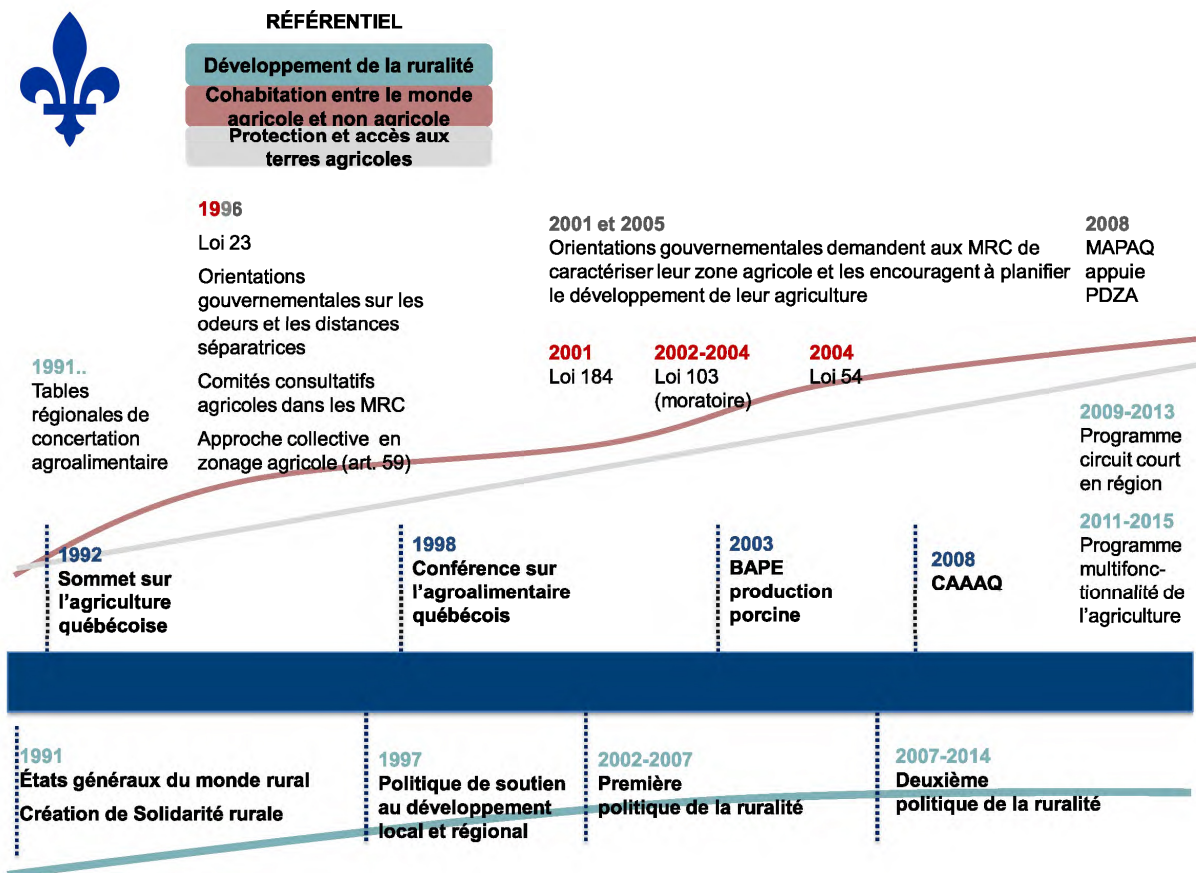 RÉFÉRENTIEL
Développement de la ruralité
Cohabitation entre le monde
agricole et non agricole
Protection et accès aux
terres agricoles
1996
Loi 23
Orientations
gouvernementales sur les
odeurs et les distances
séparatrices
Comités consultatifs
agricoles dans les MRC
Approche collective en
zonage agricole (art. 59)
2001 et 2005
Orientations gouvernementales demandent aux MRC de
caractériser leur zone agricole et les encouragent à planifier
le développement de leur agriculture
2008
MAPAQ
appuie
PDZA
1991..
Tables
régionales de
concertation
agroalimentaire
2001
Loi 184
2002-2004
Loi 103
(moratoire)
2004
Loi 54
2009-2013
Programme
circuit court
en région
2011-2015
Programme
multifonc-
tionnalité de
l'agriculture
1992
Sommet sur
l'agriculture
québécoise
1998
Conférence sur
l'agroalimentaire
québécois
2003
BAPE
production
porcine
2008
CAAAQ
1991
États généraux du monde rural
Création de Solidarité rurale
1997
Politique de soutien
au développement
local et régional
2002-2007
Première
politique de la ruralité
2007-2014
Deuxième
politique de la ruralité